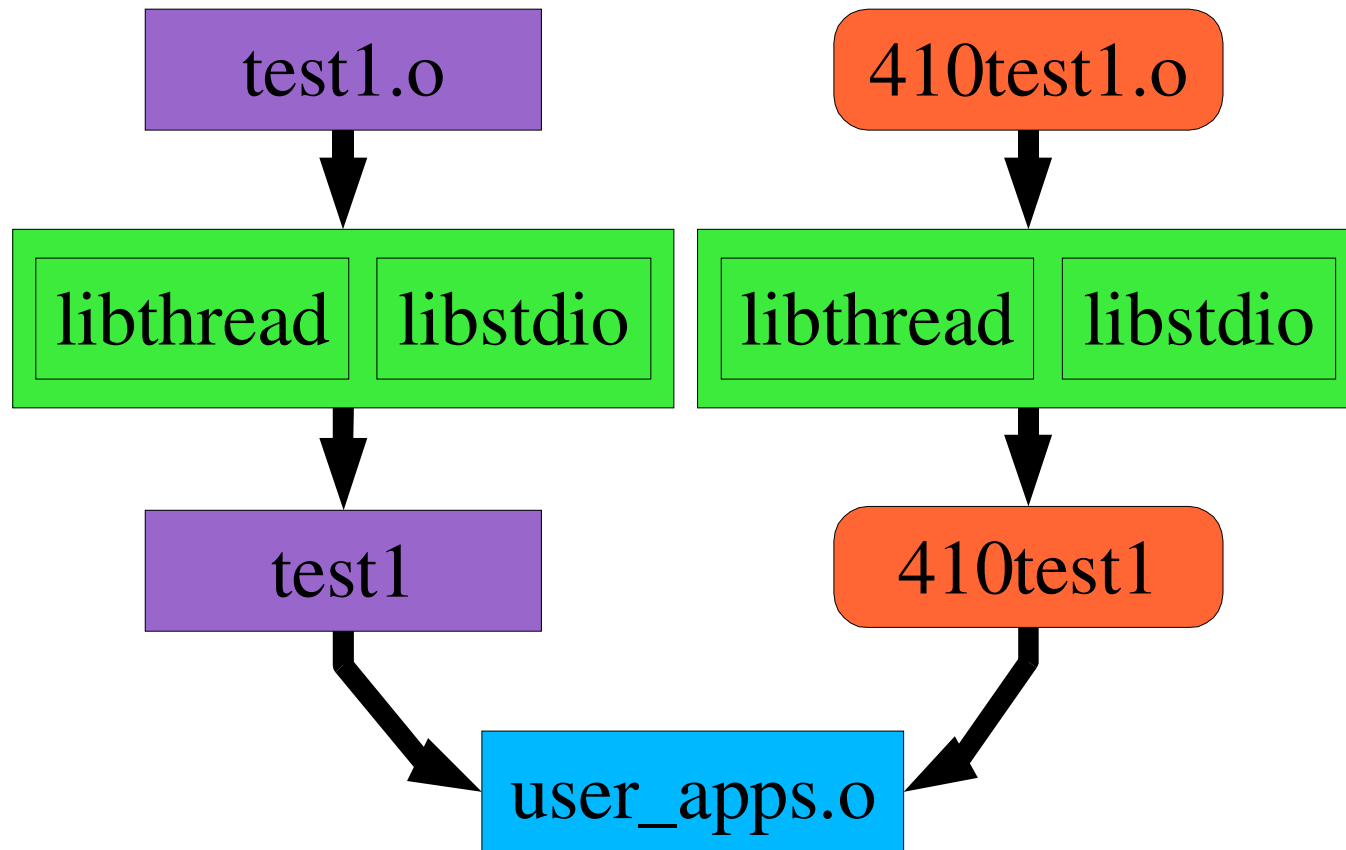 test1.o 410test1.o
libthread libstdio libthread libstdio
test1 410test1
user_apps.o